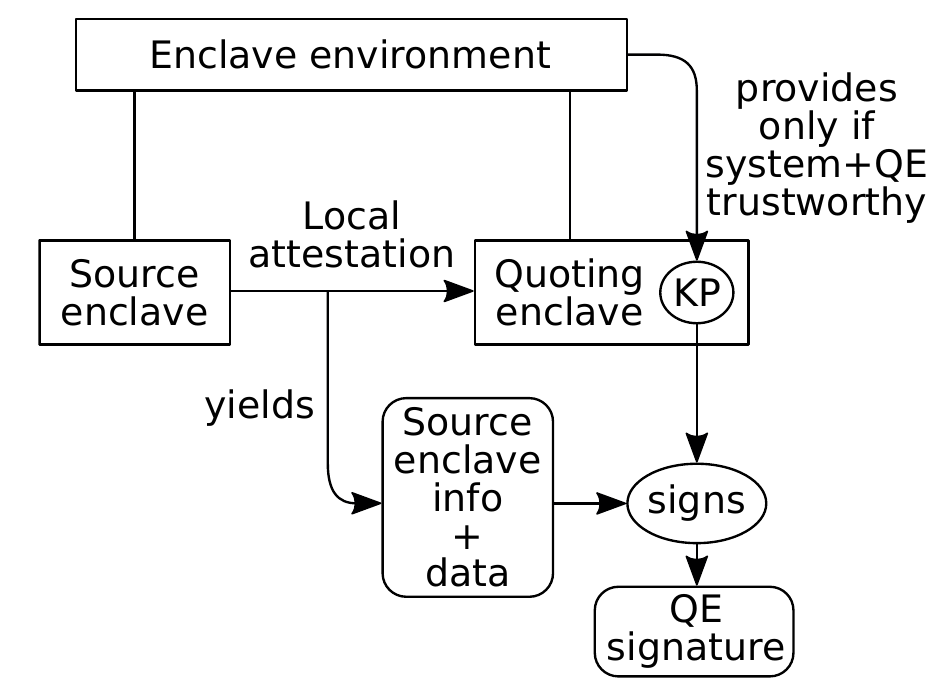 Enclave environment
provides
only if
system+QE
trustworthy
Local
attestation
Source
enclave
Quoting
enclave
KP
yields
Source
enclave
info
+
data
signs
QE
signature